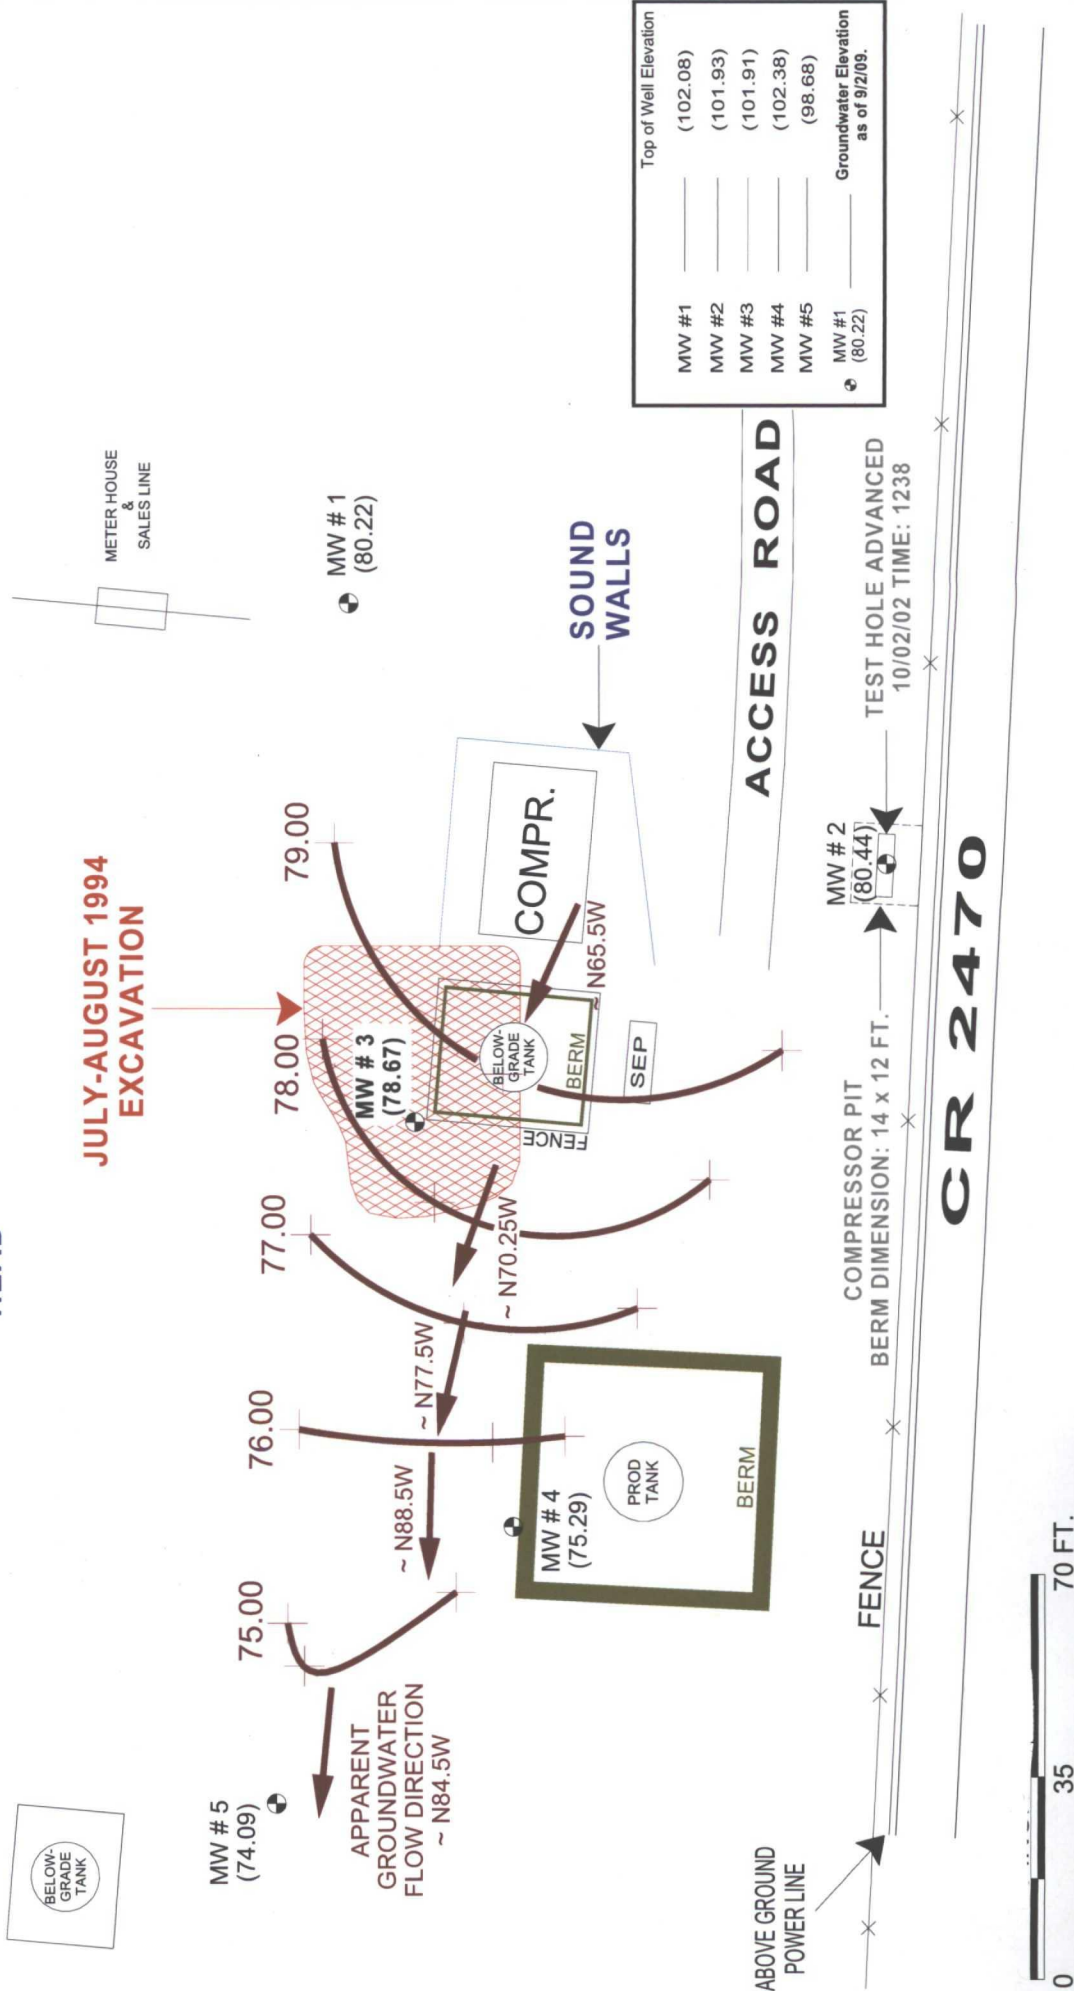 BELOW-
GRADE
TANK
MW # 5
(74.09)
APPARENT
GROUNDWATER
FLOW DIRECTION
~ N84.5W
75.00
~ N88.5W
76.00
~ N77.5W
77.00
~ N70.25W
78.00
79.00
~ N65.5W
JULY-AUGUST 1994
EXCAVATION
METER HOUSE
&
SALES LINE
MW # 1
(80.22)
MW # 3
(78.67)
BELOW-
GRADE
TANK
BERM
FENCE
SEP
COMPR.
SOUND
WALLS
MW # 4
(75.29)
PROD
TANK
BERM
ACCESS ROAD
Top of Well Elevation
MW #1 (102.08)
MW #2 (101.93)
MW #3 (101.91)
MW #4 (102.38)
MW #5 (98.68)
MW #1
(80.22)
Groundwater Elevation
as of 9/2/09.
MW # 2
(80.44)
TEST HOLE ADVANCED
10/02/02 TIME: 1238
COMPRESSOR PIT
BERM DIMENSION: 14 x 12 FT.
FENCE
ABOVE GROUND
POWER LINE
CR 2470
0 35 70 FT.